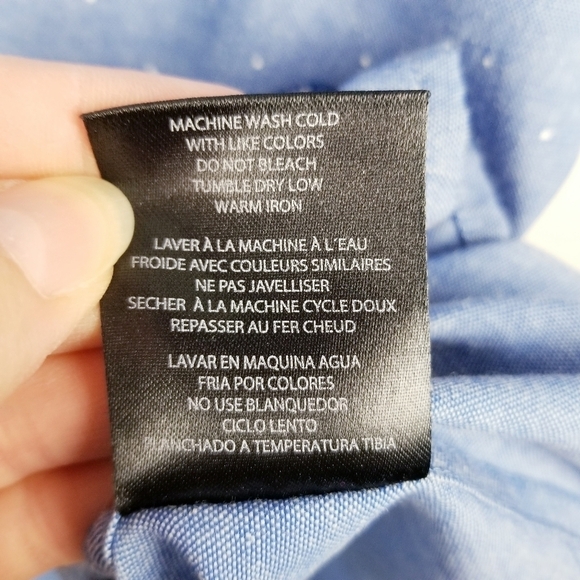 MACHINE WASH COLD
WITH LIKE COLORS
DO NOT BLEACH
TUMBLE DRY LOW
WARM IRON
LAVER À LA MACHINE À L´EAU
FROIDE AVEC COULEURS SIMILAIRES
NE PAS JAVELLISER
SECHER À LA MACHINE CYCLE DOUX
REPASSER AU FER CHEUD
LAVAR EN MAQUINA AGUA
FRIA POR COLORES
NO USE BLANQUEDOR
CICLO LENTO
PLANCHADO A TEMPERATURA TIBIA